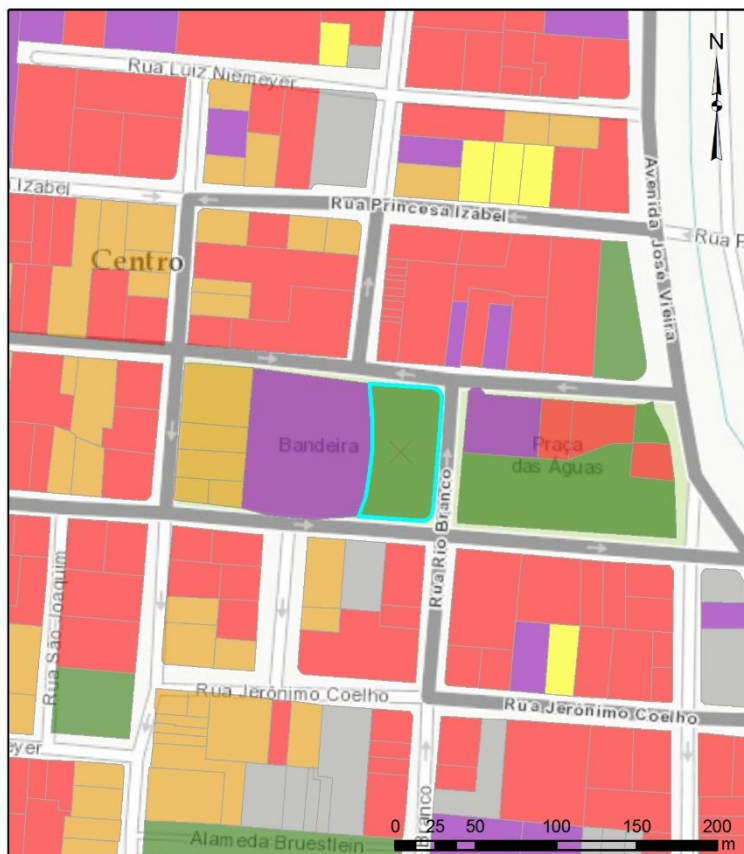 N
Rua Luiz Niemeyer
Izabel
Rua Princesa Izabel
Rua P
Avenida José Vieira
Centro
Bandeira
Praça
das Águas
Rua Rio Branco
Rua São Joaquim
Rua Jerônimo Coelho
Rua Jerônimo Coelho
eyer
Branco
Alameda Bruestlein
0 25 50 100 150 200
m